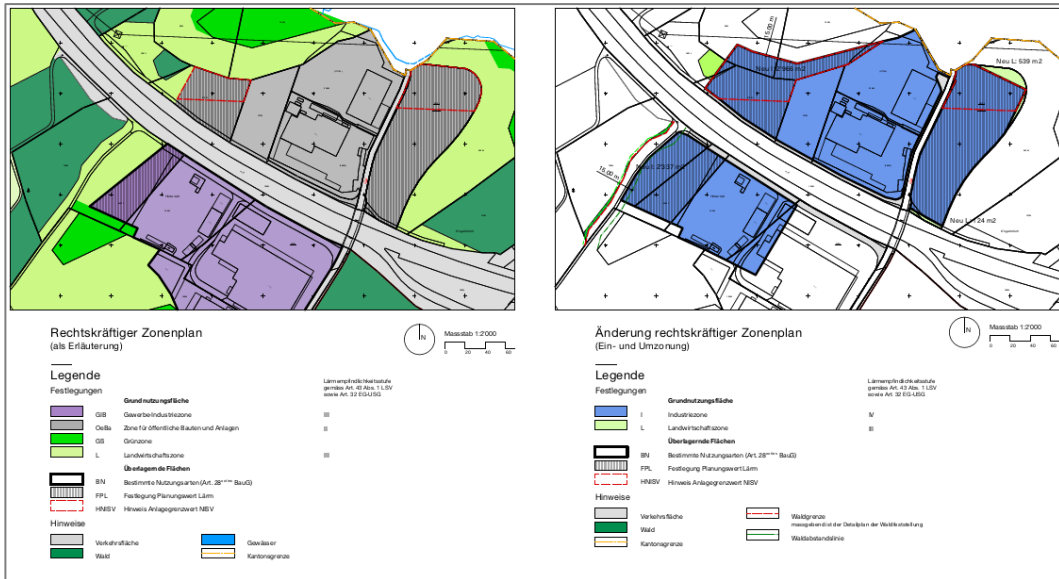 Rechtskräftiger Zonenplan
(als Erläuterung)
N
Massstab 1:2'000
0 20 40 60
Legende
Festlegungen
Lärmempfindlichkeitsstufe
gemäss Art. 43 Abs. 1 LSV
sowie Art. 32 EG-USG
Grundnutzungsfläche
GIB Gewerbe-Industriezone III
OeBa Zone für öffentliche Bauten und Anlagen II
GS Grünzone
L Landwirtschaftszone III
Überlagernde Flächen
BN Bestimmte Nutzungsarten (Art. 28 BauG)
FPL Festlegung Planungswert Lärm
HNISV Hinweis Anlagegrenzwert NISV
Hinweise
Verkehrsfläche
Gewässer
Wald
Kantonsgrenze
15.00 m
Neu L: 539 m2
15.00 m
Änderung rechtskräftiger Zonenplan
(Ein- und Umzonung)
N
Massstab 1:2'000
0 20 40 60
Legende
Festlegungen
Lärmempfindlichkeitsstufe
gemäss Art. 43 Abs. 1 LSV
sowie Art. 32 EG-USG
Grundnutzungsfläche
I Industriezone IV
L Landwirtschaftszone III
Überlagernde Flächen
BN Bestimmte Nutzungsarten (Art. 28 BauG)
FPL Festlegung Planungswert Lärm
HNISV Hinweis Anlagegrenzwert NISV
Hinweise
Verkehrsfläche
Waldgrenze
massgebend ist der Detailplan der Waldfeststellung
Wald
Waldabstandslinie
Kantonsgrenze